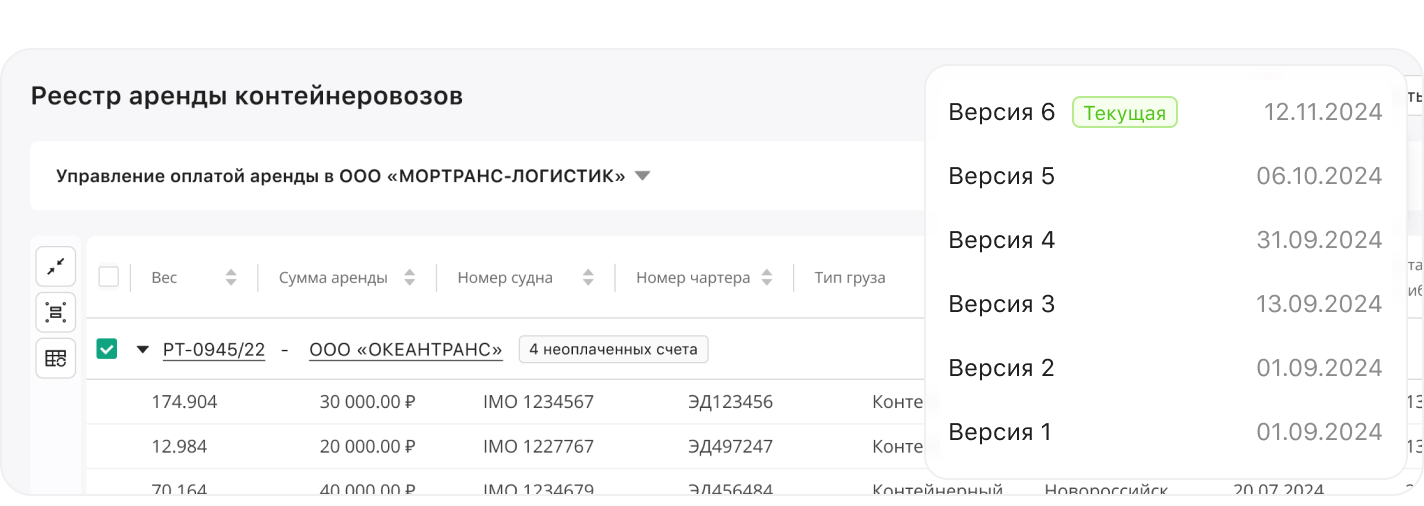 Реестр аренды контейнеровозов
Управление оплатой аренды в ООО «МОРТРАНС-ЛОГИСТИК»
Вес Сумма аренды Номер судна Номер чартера Тип груза
РТ-0945/22 - ООО «ОКЕАНТРАНС» 4 неоплаченных счета
174.904 30 000.00 ₽ IMO 1234567 ЭД123456
12.984 20 000.00 ₽ IMO 1227767 ЭД497247
70.164 40 000.00 ₽ IMO 1234679 ЭД456484 Контейнерный Новороссийск 20.07.2024
Версия 6 Текущая 12.11.2024
Версия 5 06.10.2024
Версия 4 31.09.2024
Версия 3 13.09.2024
Версия 2 01.09.2024
Версия 1 01.09.2024